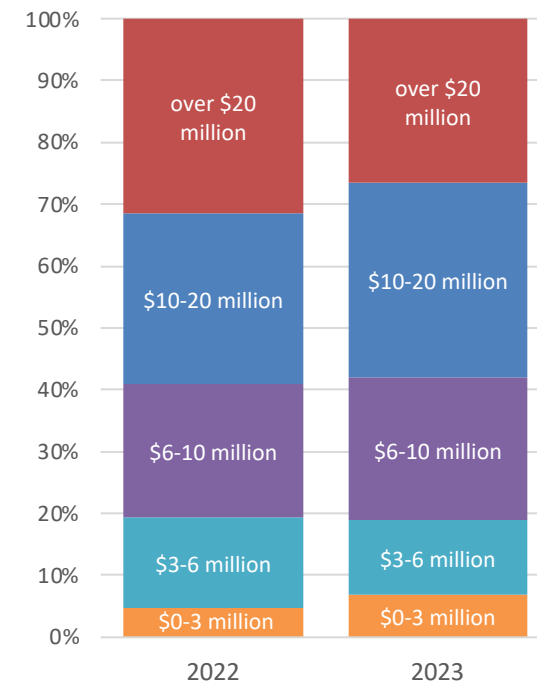 100%
90%
80%
70%
60%
50%
40%
30%
20%
10%
0%
over $20
million
$10-20 million
$6-10 million
$3-6 million
$0-3 million
over $20
million
$10-20 million
$6-10 million
$3-6 million
$0-3 million
2022
2023